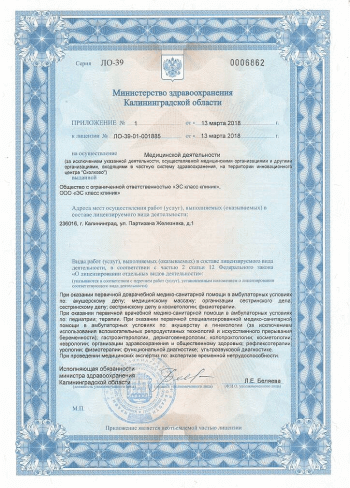 Серия ЛО-39 0006862
Министерство здравоохранения
Калининградской области
ПРИЛОЖЕНИЕ № 1 от « 13 марта 2018 »
к лицензии № ЛО-39-01-001885 от « 13 марта 2018 »
на осуществление Медицинской деятельности
(за исключением указанной деятельности, осуществляемой медицинскими организациями и другими
организациями, входящими в частную систему здравоохранения, на территории инновационного
центра "Сколково")
выданной
Общество с ограниченной ответственностью «ЭС класс клиник»,
ООО «ЭС класс клиник»
Адреса мест осуществления работ (услуг), выполняемых (оказываемых) в
составе лицензируемого вида деятельности:
236016, г. Калининград, ул. Партизана Железняка, д.1
Виды работ (услуг), выполняемых (оказываемых) в составе лицензируемого вида
деятельности, в соответствии с частью 2 статьи 12 Федерального закона
«О лицензировании отдельных видов деятельности»:
При оказании первичной доврачебной медико-санитарной помощи в амбулаторных условиях
по: акушерскому делу; медицинскому массажу; организации сестринского дела;
сестринскому делу; сестринскому делу в косметологии;
При оказании первичной врачебной медико-санитарной помощи в амбулаторных условиях
по: педиатрии, терапии. При оказании первичной специализированной медико-санитарной
помощи в амбулаторных условиях по акушерству и гинекологии (за исключением
использования вспомогательных репродуктивных технологий и искусственного прерывания
беременности); гастроэнтерологии, дерматовенерологии, колопроктологии; косметологии;
неврологии; организации здравоохранения и общественному здоровью; рефлексотерапии;
урологии; физиотерапии; функциональной диагностике; ультразвуковой диагностике.
При проведении медицинских экспертиз по: экспертизе временной нетрудоспособности.
Исполняющая обязанности
министра здравоохранения
Калининградской области Л.Е. Беляева
М.П.
Приложение является неотъемлемой частью лицензии